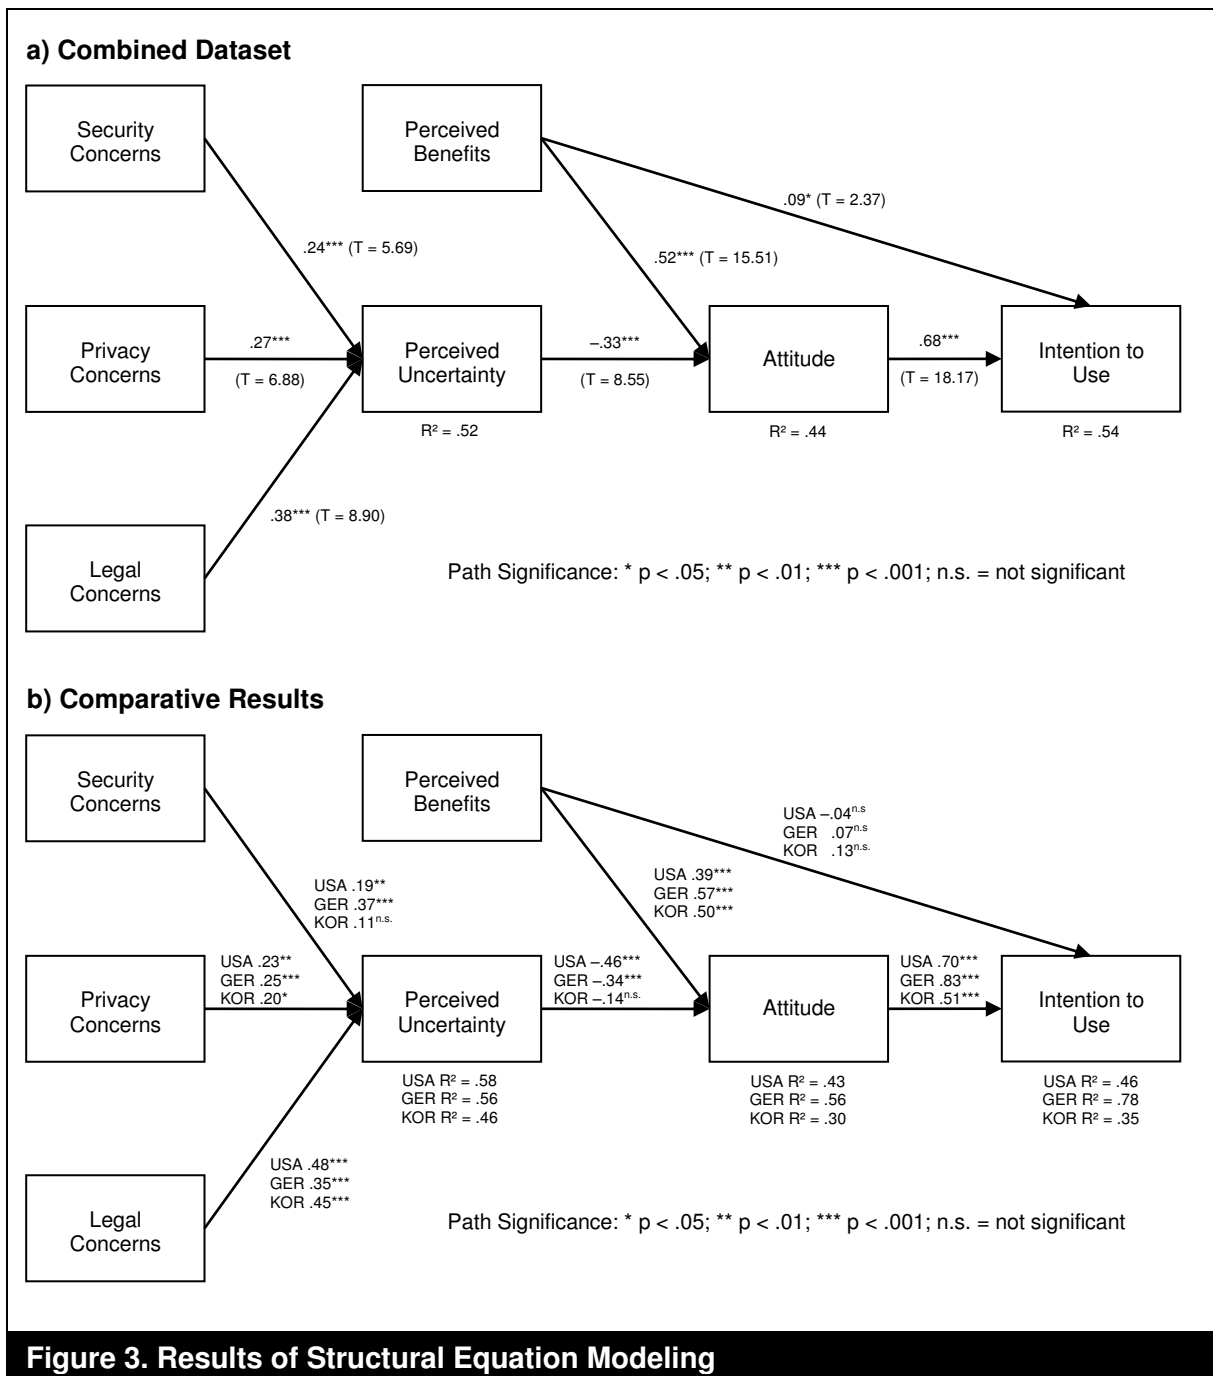 a) Combined Dataset
Security
Concerns
Perceived
Benefits
.09* (T = 2.37)
.24*** (T = 5.69)
.52*** (T = 15.51)
Privacy
Concerns
.27***
(T = 6.88)
Perceived
Uncertainty
–.33***
(T = 8.55)
Attitude
.68***
(T = 18.17)
Intention to
Use
R² = .52
R² = .44
R² = .54
.38*** (T = 8.90)
Legal
Concerns
Path Significance: * p < .05; ** p < .01; *** p < .001; n.s. = not significant
b) Comparative Results
Security
Concerns
Perceived
Benefits
USA –.04n.s
GER .07n.s
KOR .13n.s.
USA .19**
GER .37***
KOR .11n.s.
USA .39***
GER .57***
KOR .50***
Privacy
Concerns
USA .23**
GER .25***
KOR .20*
Perceived
Uncertainty
USA –.46***
GER –.34***
KOR –.14n.s.
Attitude
USA .70***
GER .83***
KOR .51***
Intention to
Use
USA R² = .58
GER R² = .56
KOR R² = .46
USA R² = .43
GER R² = .56
KOR R² = .30
USA R² = .46
GER R² = .78
KOR R² = .35
USA .48***
GER .35***
KOR .45***
Legal
Concerns
Path Significance: * p < .05; ** p < .01; *** p < .001; n.s. = not significant
Figure 3. Results of Structural Equation Modeling